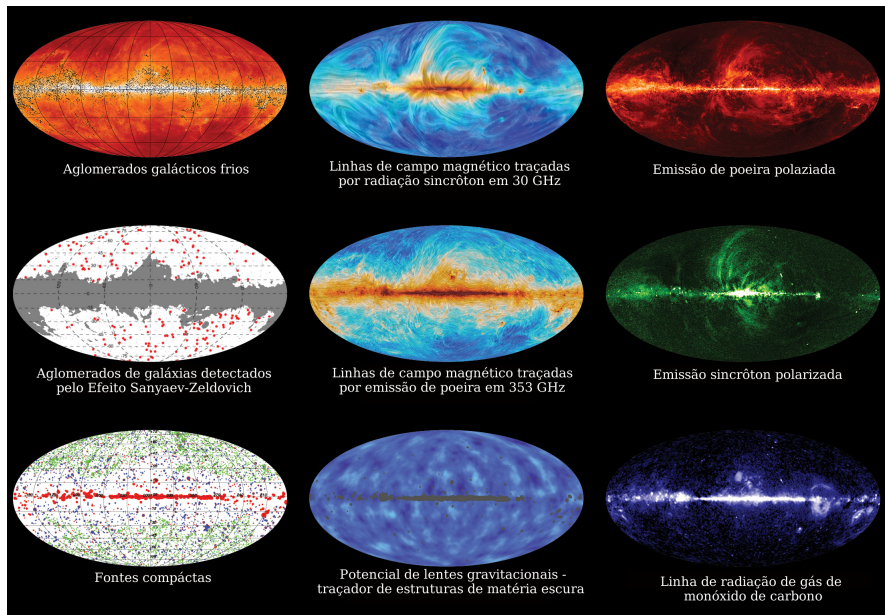 Aglomerados galácticos frios
Linhas de campo magnético traçadas
por radiação sincrôton em 30 GHz
Emissão de poeira polaziada
Aglomerados de galáxias detectados
pelo Efeito Sanyaev-Zeldovich
Linhas de campo magnético traçadas
por emissão de poeira em 353 GHz
Emissão sincrôton polarizada
Fontes compáctas
Potencial de lentes gravitacionais -
traçador de estruturas de matéria escura
Linha de radiação de gás de
monóxido de carbono